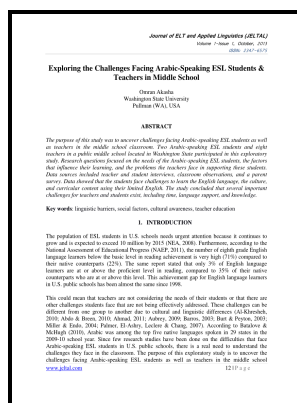 Journal of ELT and Applied Linguistics (JELTAL)
Volume 1-Issue 1, October, 2013
ISSN: 2347-6575
Exploring the Challenges Facing Arabic-Speaking ESL Students &
Teachers in Middle School
Omran Akasha
Washington State University
Pullman (WA), USA
ABSTRACT
The purpose of this study was to uncover challenges facing Arabic-speaking ESL students as well
as teachers in the middle school classroom. Two Arabic-speaking ESL students and eight
teachers in a public middle school located in Washington State participated in this exploratory study.
Research questions focused on the needs of the Arabic-speaking ESL students, the factors
that influence their learning, and the problems the teachers face in supporting these students.
Data sources included teacher and student interviews, classroom observations, and a parent
survey. Data showed that the students face challenges to learn the English language, the culture,
and curricular content using their limited English. The study concluded that several important
challenges for teachers and students exist, including time, language support, and knowledge.
Key words: linguistic barriers, social factors, cultural awareness, teacher education
1. INTRODUCTION
The population of ESL students in U.S. schools needs urgent attention because it continues to
grow and is expected to exceed 10 million by 2015 (NEA, 2008). Furthermore, according to the
National Assessment of Educational Progress (NAEP, 2011), the number of eighth grade English
language learners below the basic level in reading achievement is very high (71%) compared to
their native counterparts (22%). The same report stated that only 3% of English language
learners are at or above the proficient level in reading, compared to 35% of their native
counterparts who are at or above this level. This achievement gap for English language learners
in U.S. public schools has been almost the same since 1998.
This could mean that teachers are not considering the needs of their students or that there are
other challenges students face that are not being effectively addressed. These challenges can be
different from one group to another due to cultural and linguistic differences (Al-Khresheh,
2010; Abdo & Breen, 2010; Ahmad, 2011; Aubrey, 2009; Barros, 2003; Burt & Peyton, 2003;
Miller & Endo, 2004; Palmer, El-Ashry, Leclere & Chang, 2007). According to Batalova &
McHugh (2010), Arabic was among the top five native languages spoken in 29 states in the
2009-10 school year. Since few research studies have been done on the difficulties that face
Arabic-speaking ESL students in U.S. public schools, there is a real need to understand the
challenges they face in the classroom. The purpose of this exploratory study is to uncover the
challenges facing Arabic-speaking ESL students as well as teachers in the middle school
www.jeltal.com 12 | Page